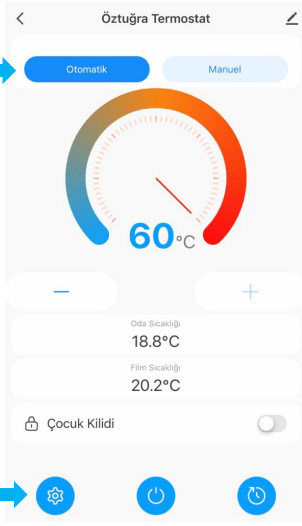 Öztuğra Termostat
Otomatik
Manuel
60°C
Oda Sıcaklığı
18.8°C
Film Sıcaklığı
20.2°C
Çocuk Kilidi